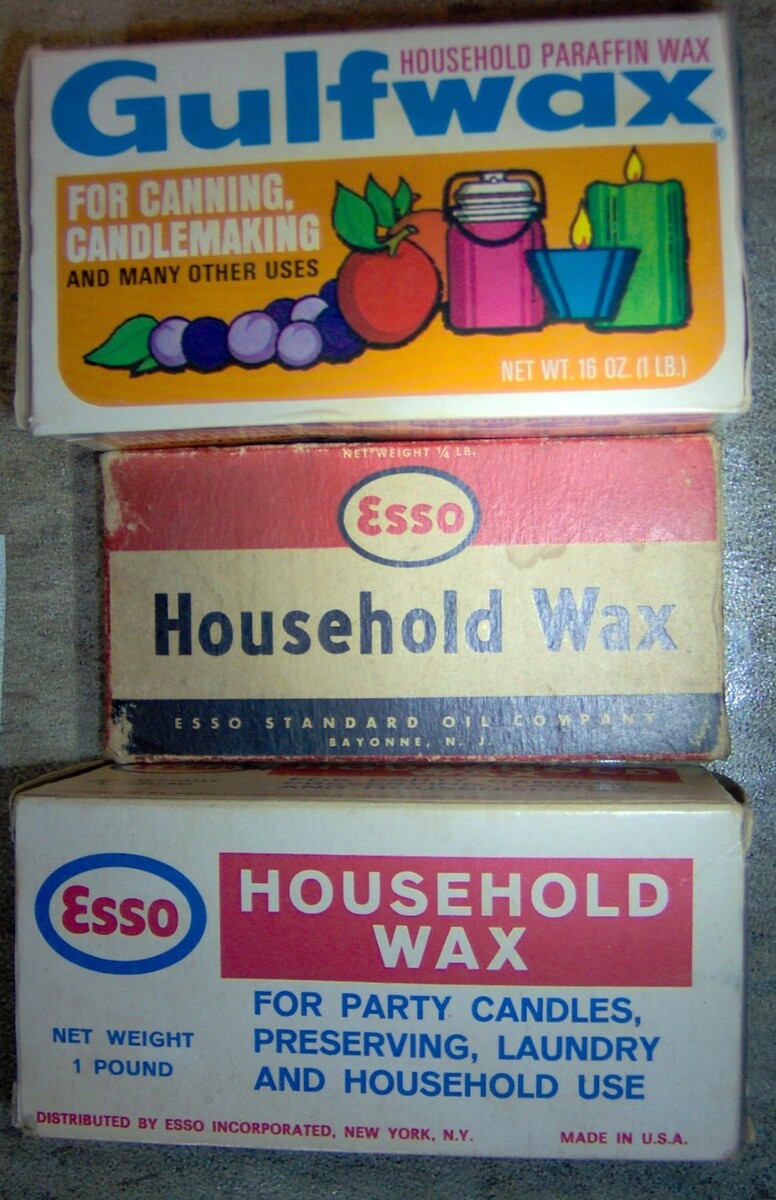 HOUSEHOLD PARAFFIN WAX
Gulfwax®
FOR CANNING,
CANDLEMAKING
AND MANY OTHER USES
NET WT. 16 OZ. (1 LB.)
NET WEIGHT 1/4 LB.
Esso
Household Wax
ESSO STANDARD OIL COMPANY
BAYONNE, N. J.
Esso
HOUSEHOLD
WAX
FOR PARTY CANDLES,
PRESERVING, LAUNDRY
AND HOUSEHOLD USE
NET WEIGHT
1 POUND
DISTRIBUTED BY ESSO INCORPORATED, NEW YORK, N.Y.
MADE IN U.S.A.